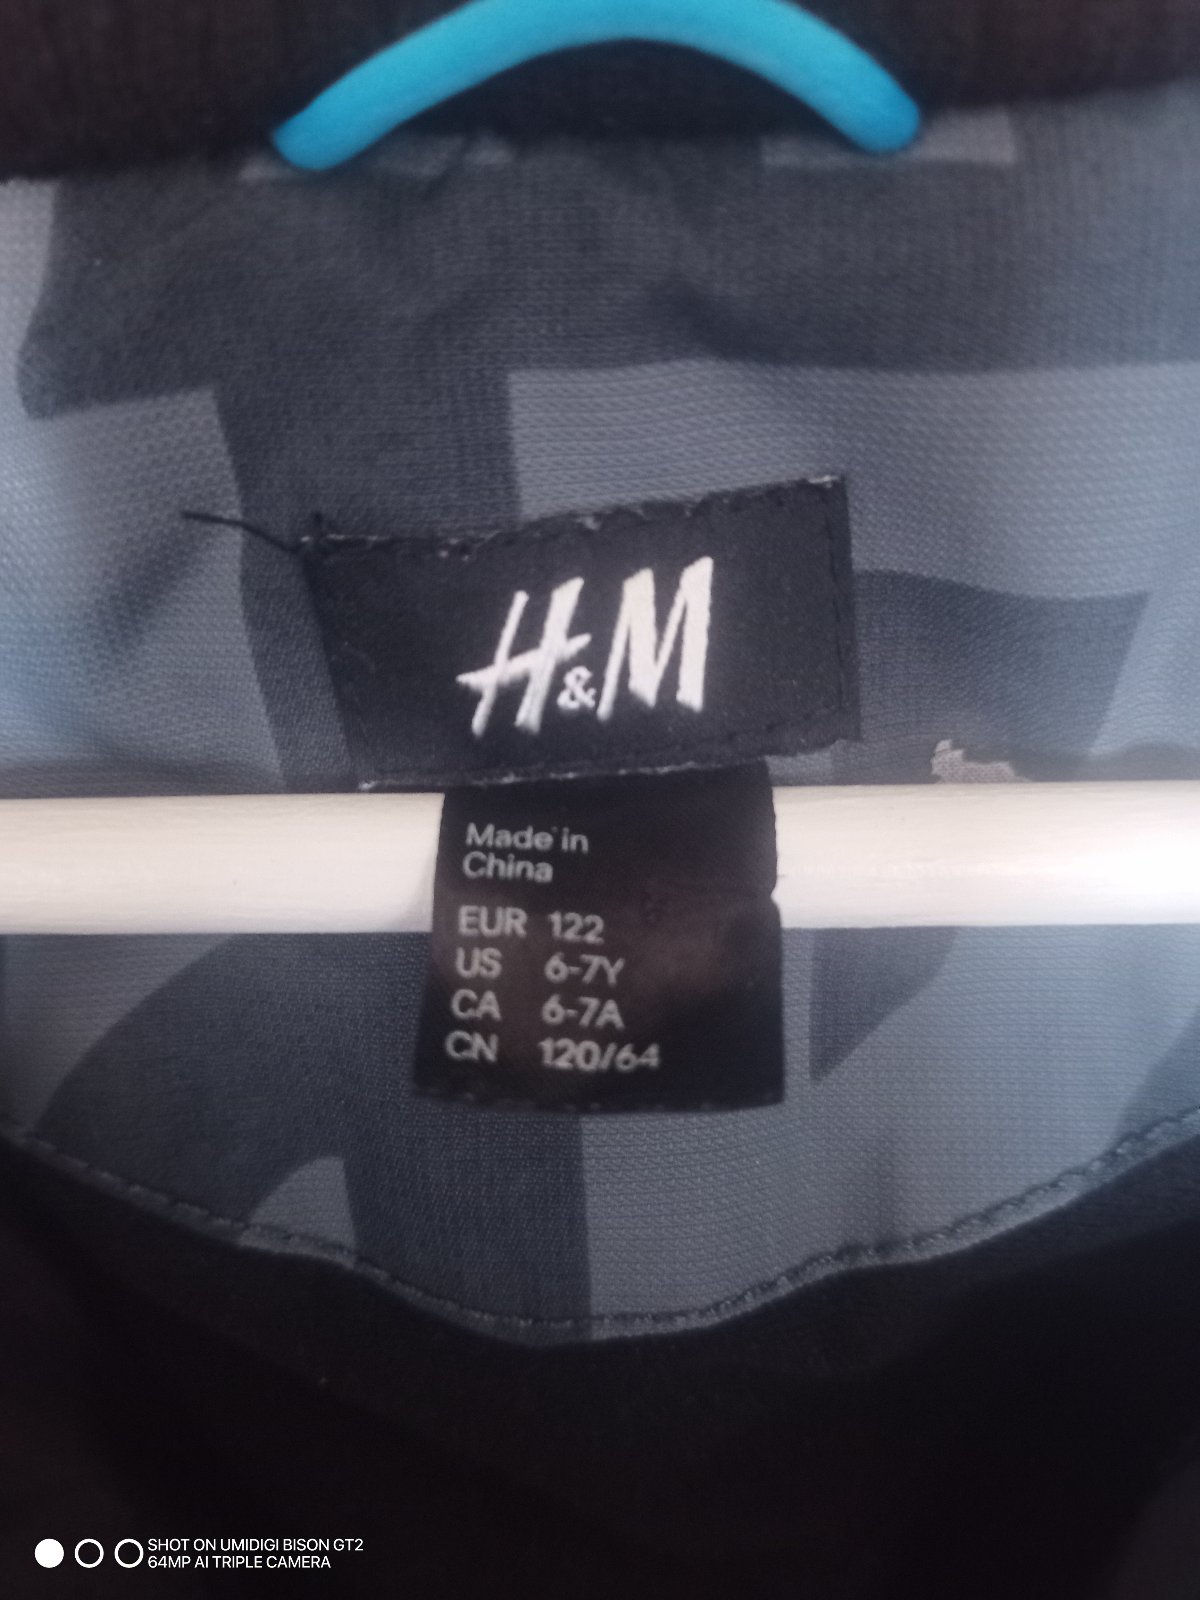 H&M
Made in
China
EUR 122
US 6-7Y
CA 6-7A
CN 120/64
SHOT ON UMIDIGI BISON GT2
64MP AI TRIPLE CAMERA